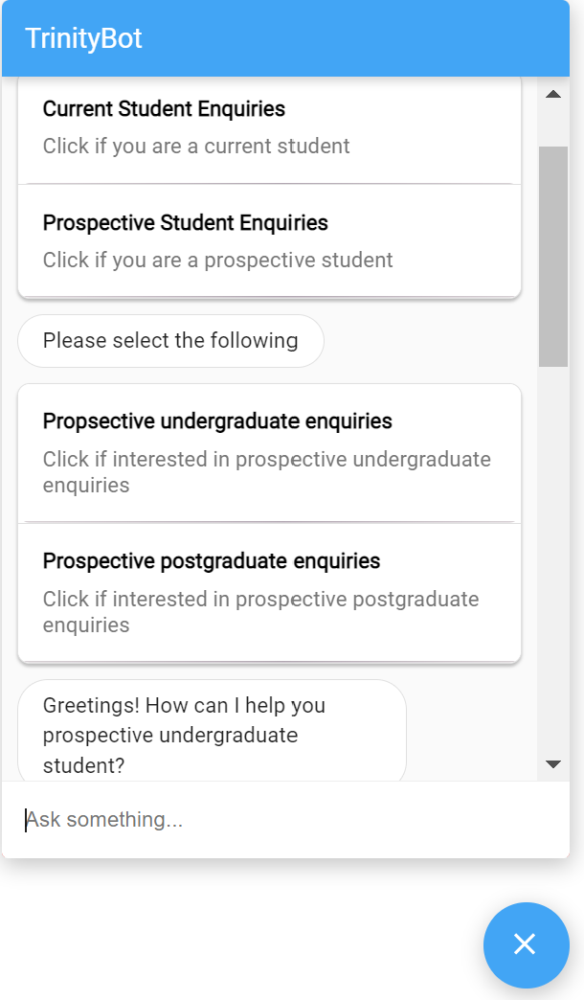 TrinityBot
Current Student Enquiries
Click if you are a current student
Prospective Student Enquiries
Click if you are a prospective student
Please select the following
Propsective undergraduate enquiries
Click if interested in prospective undergraduate
enquiries
Prospective postgraduate enquiries
Click if interested in prospective postgraduate
enquiries
Greetings! How can I help you
prospective undergraduate
student?
Ask something...